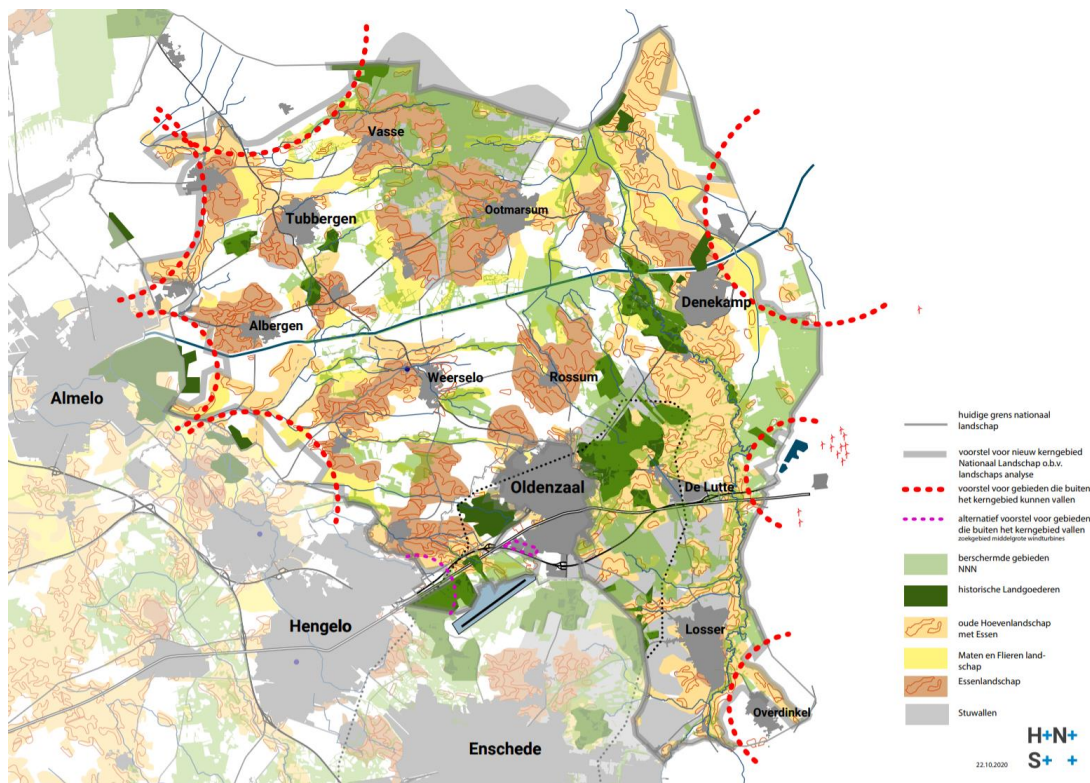 Vasse
Tubbergen
Ootmarsum
Denekamp
Albergen
Weerselo
Rossum
Almelo
Oldenzaal
De Lutte
Hengelo
Losser
Overdinkel
Enschede
huidige grens nationaal
landschap
voorstel voor nieuw kerngebied
Nationaal Landschap o.b.v.
landschaps analyse
voorstel voor gebieden die buiten
het kerngebied kunnen vallen
alternatief voorstel voor gebieden
die buiten het kerngebied vallen
zoekgebied middelgrote windturbines
berschermde gebieden
NNN
historische Landgoederen
oude Hoevenlandschap
met Essen
Maten en Flieren land-
schap
Essenlandschap
Stuwallen
22.10.2020
H+N+
S+ +